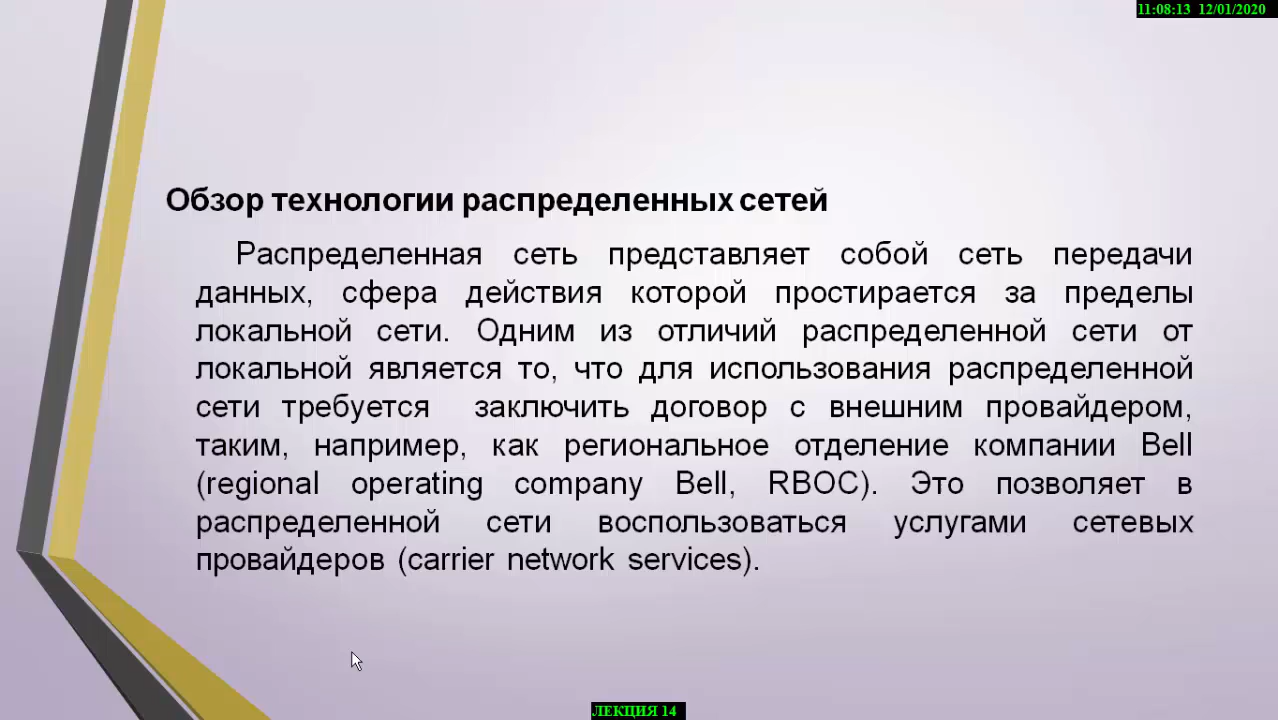 11:08:13 12/01/2020
Обзор технологии распределенных сетей
Распределенная сеть представляет собой сеть передачи
данных, сфера действия которой простирается за пределы
локальной сети. Одним из отличий распределенной сети от
локальной является то, что для использования распределенной
сети требуется заключить договор с внешним провайдером,
таким, например, как региональное отделение компании Bell
(regional operating company Bell, RBOC). Это позволяет в
распределенной сети воспользоваться услугами сетевых
провайдеров (carrier network services).
ЛЕКЦИЯ 14